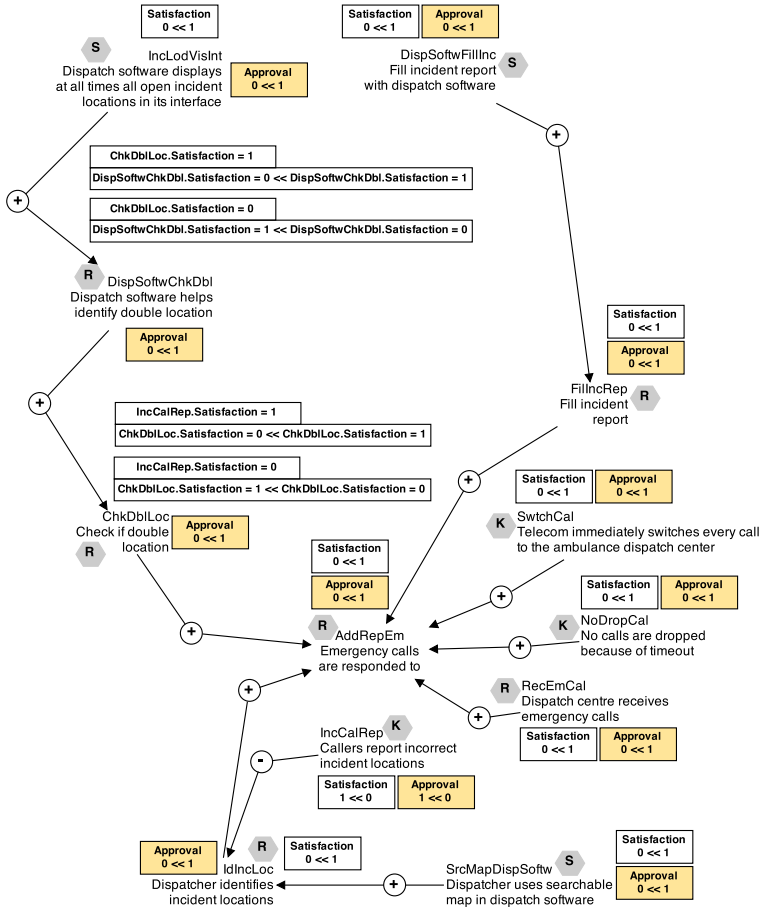 Satisfaction
0 << 1
S
IncLodVisInt
Dispatch software displays
at all times all open incident
locations in its interface
Approval
0 << 1
Satisfaction
0 << 1
Approval
0 << 1
DispSoftwFillInc
Fill incident report
with dispatch software
S
+
+
ChkDblLoc.Satisfaction = 1
DispSoftwChkDbl.Satisfaction = 0 << DispSoftwChkDbl.Satisfaction = 1
ChkDblLoc.Satisfaction = 0
DispSoftwChkDbl.Satisfaction = 1 << DispSoftwChkDbl.Satisfaction = 0
R
DispSoftwChkDbl
Dispatch software helps
identify double location
Approval
0 << 1
Satisfaction
0 << 1
Approval
0 << 1
FillIncRep
Fill incident
report
R
+
IncCalRep.Satisfaction = 1
ChkDblLoc.Satisfaction = 0 << ChkDblLoc.Satisfaction = 1
IncCalRep.Satisfaction = 0
ChkDblLoc.Satisfaction = 1 << ChkDblLoc.Satisfaction = 0
+
ChkDblLoc
Check if double
location
R
Approval
0 << 1
Satisfaction
0 << 1
Approval
0 << 1
K
SwtchCal
Telecom immediately switches every call
to the ambulance dispatch center
Satisfaction
0 << 1
Approval
0 << 1
R
AddRepEm
Emergency calls
are responded to
+
+
Satisfaction
0 << 1
Approval
0 << 1
K
NoDropCal
No calls are dropped
because of timeout
+
R
RecEmCal
Dispatch centre receives
emergency calls
+
Satisfaction
0 << 1
Approval
0 << 1
+
IncCalRep
K
Callers report incorrect
incident locations
-
Satisfaction
1 << 0
Approval
1 << 0
Approval
0 << 1
R
Satisfaction
0 << 1
IdIncLoc
Dispatcher identifies
incident locations
+
SrcMapDispSoftw
S
Dispatcher uses searchable
map in dispatch software
Satisfaction
0 << 1
Approval
0 << 1